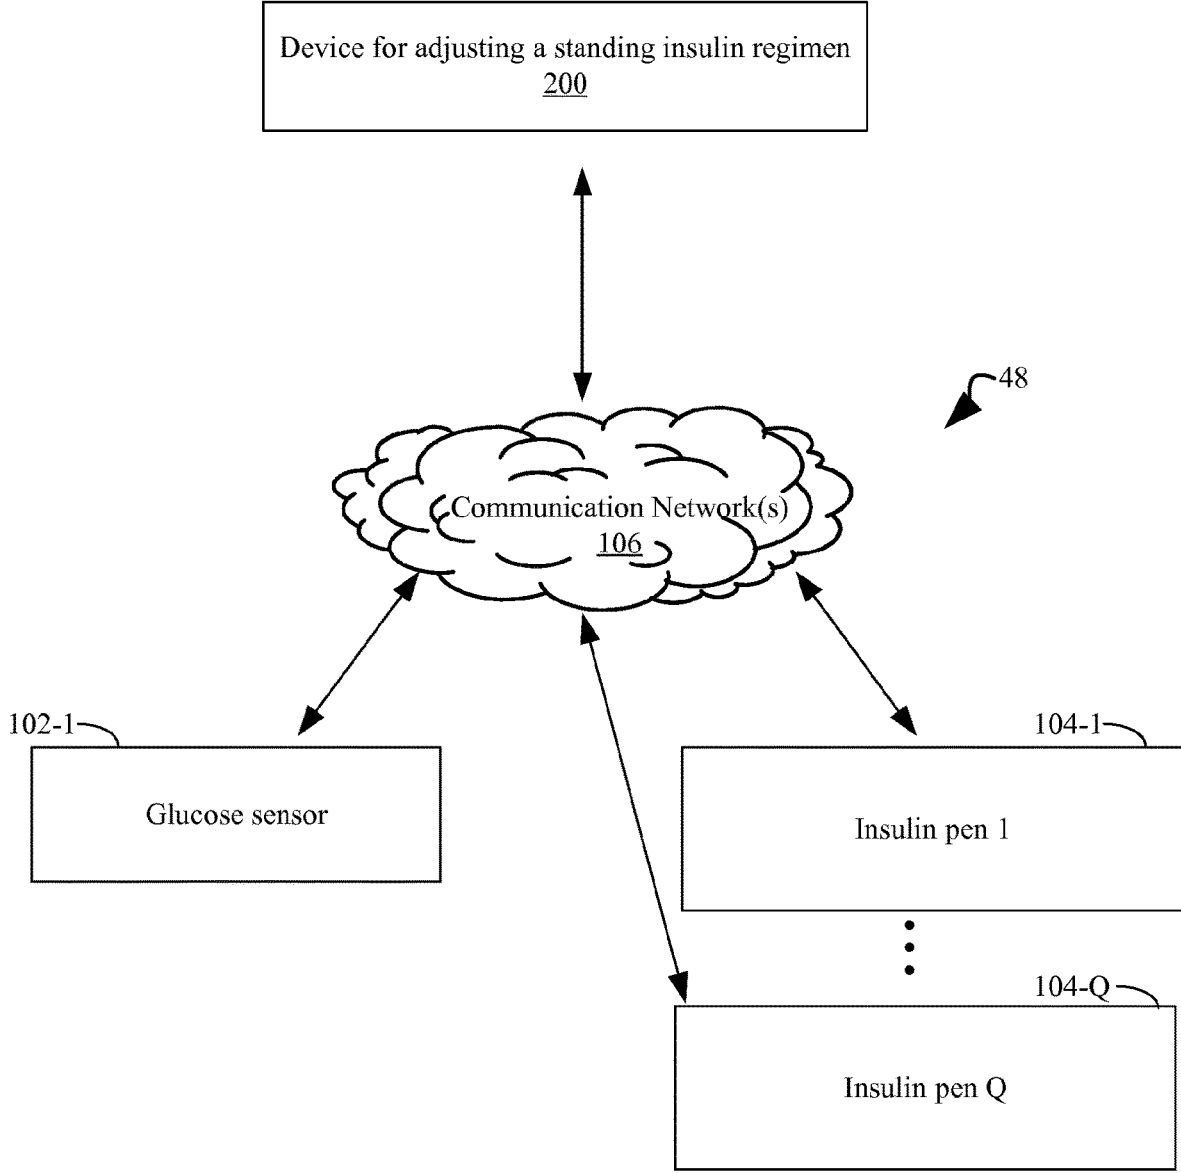 Device for adjusting a standing insulin regimen
200
48
Communication Network(s)
106
102-1
Glucose sensor
104-1
Insulin pen 1
104-Q
Insulin pen Q